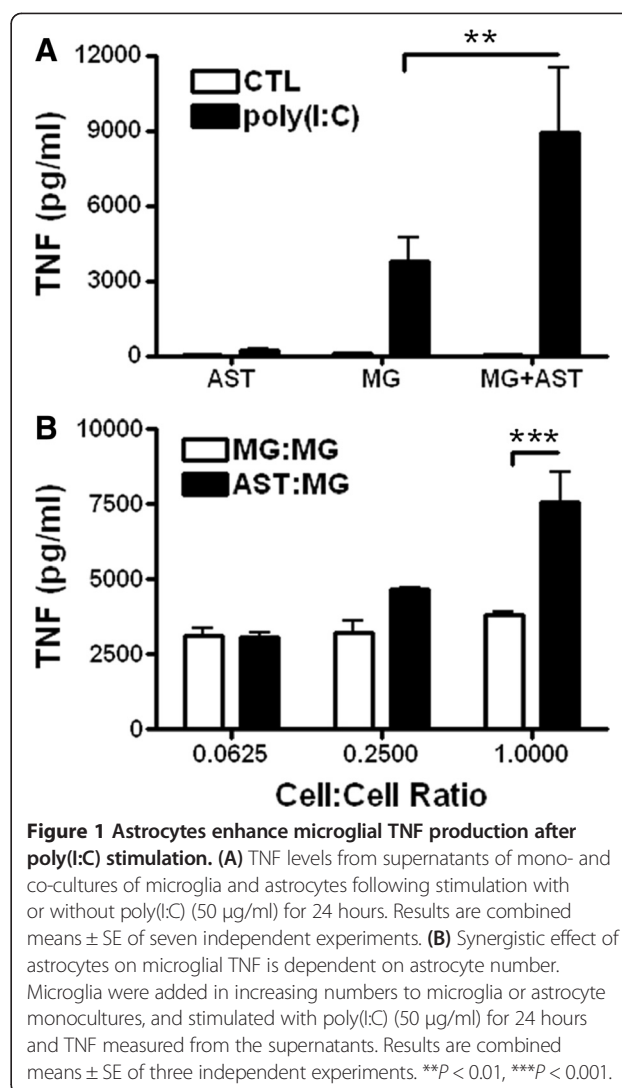 A
**
12000
CTL
poly(I:C)
9000
TNF (pg/ml)
6000
3000
0
AST MG MG+AST
B
10000
MG:MG
***
AST:MG
7500
TNF (pg/ml)
5000
2500
0
0.0625 0.2500 1.0000
Cell:Cell Ratio
Figure 1 Astrocytes enhance microglial TNF production after
poly(I:C) stimulation. (A) TNF levels from supernatants of mono- and
co-cultures of microglia and astrocytes following stimulation with
or without poly(I:C) (50 μg/ml) for 24 hours. Results are combined
means ± SE of seven independent experiments. (B) Synergistic effect of
astrocytes on microglial TNF is dependent on astrocyte number.
Microglia were added in increasing numbers to microglia or astrocyte
monocultures, and stimulated with poly(I:C) (50 μg/ml) for 24 hours
and TNF measured from the supernatants. Results are combined
means ± SE of three independent experiments. **P < 0.01, ***P < 0.001.